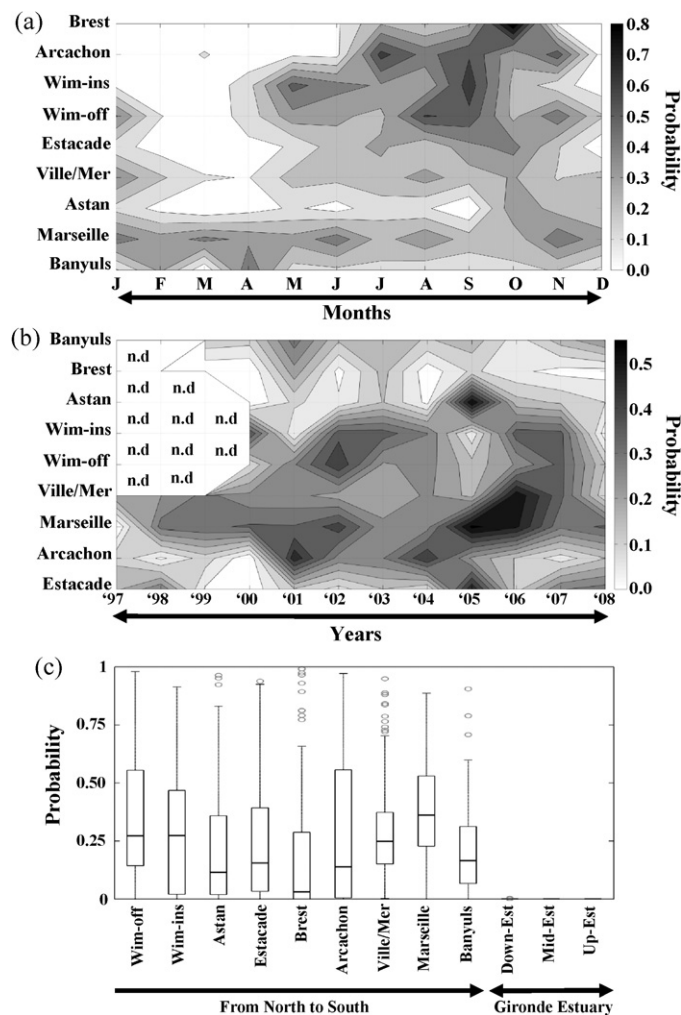 (a)
Brest
Arcachon
Wim-ins
Wim-off
Estacade
Ville/Mer
Astan
Marseille
Banyuls
J F M A M J J A S O N D
Months
0.8
0.7
0.6
0.5
0.4
0.3
0.2
0.1
0.0
Probability
(b)
Banyuls
Brest
Astan
Wim-ins
Wim-off
Ville/Mer
Marseille
Arcachon
Estacade
n.d
n.d n.d
n.d n.d n.d
n.d n.d n.d
n.d n.d
'97 '98 '99 '00 '01 '02 '03 '04 '05 '06 '07 '08
Years
0.5
0.4
0.3
0.2
0.1
0.0
Probability
(c)
Probability
1
0.75
0.50
0.25
0
Wim-off
Wim-ins
Astan
Estacade
Brest
Arcachon
Ville/Mer
Marseille
Banyuls
Down-Est
Mid-Est
Up-Est
From North to South
Gironde Estuary